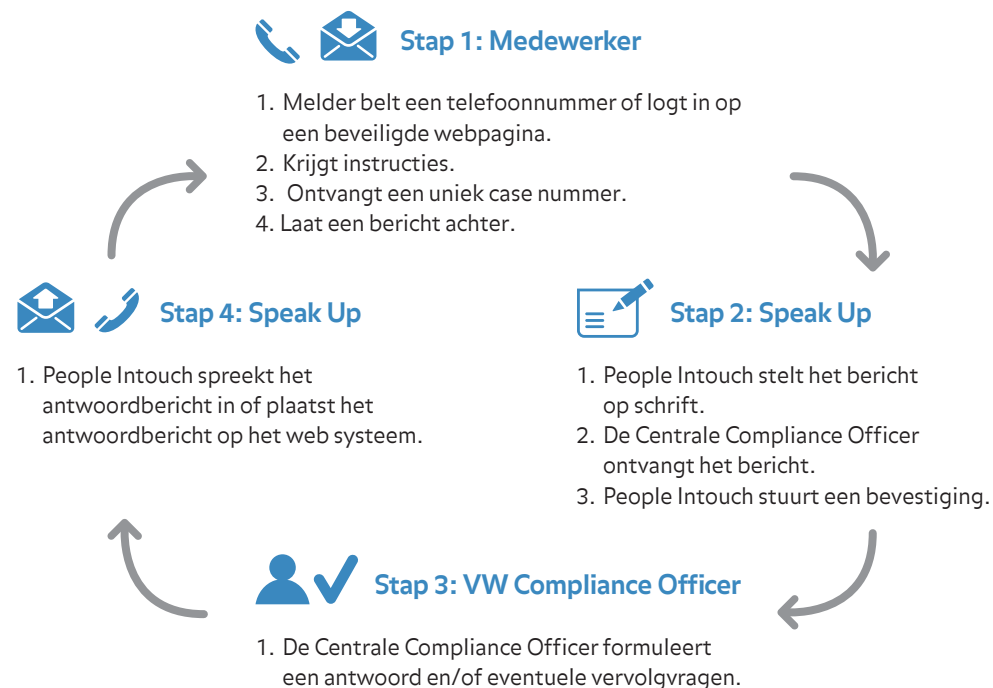 Stap 1: Medewerker
1. Melder belt een telefoonnummer of logt in op
een beveiligde webpagina.
2. Krijgt instructies.
3. Ontvangt een uniek case nummer.
4. Laat een bericht achter.
Stap 2: Speak Up
1. People Intouch stelt het bericht
op schrift.
2. De Centrale Compliance Officer
ontvangt het bericht.
3. People Intouch stuurt een bevestiging.
Stap 3: VW Compliance Officer
1. De Centrale Compliance Officer formuleert
een antwoord en/of eventuele vervolgvragen.
Stap 4: Speak Up
1. People Intouch spreekt het
antwoordbericht in of plaatst het
antwoordbericht op het web systeem.